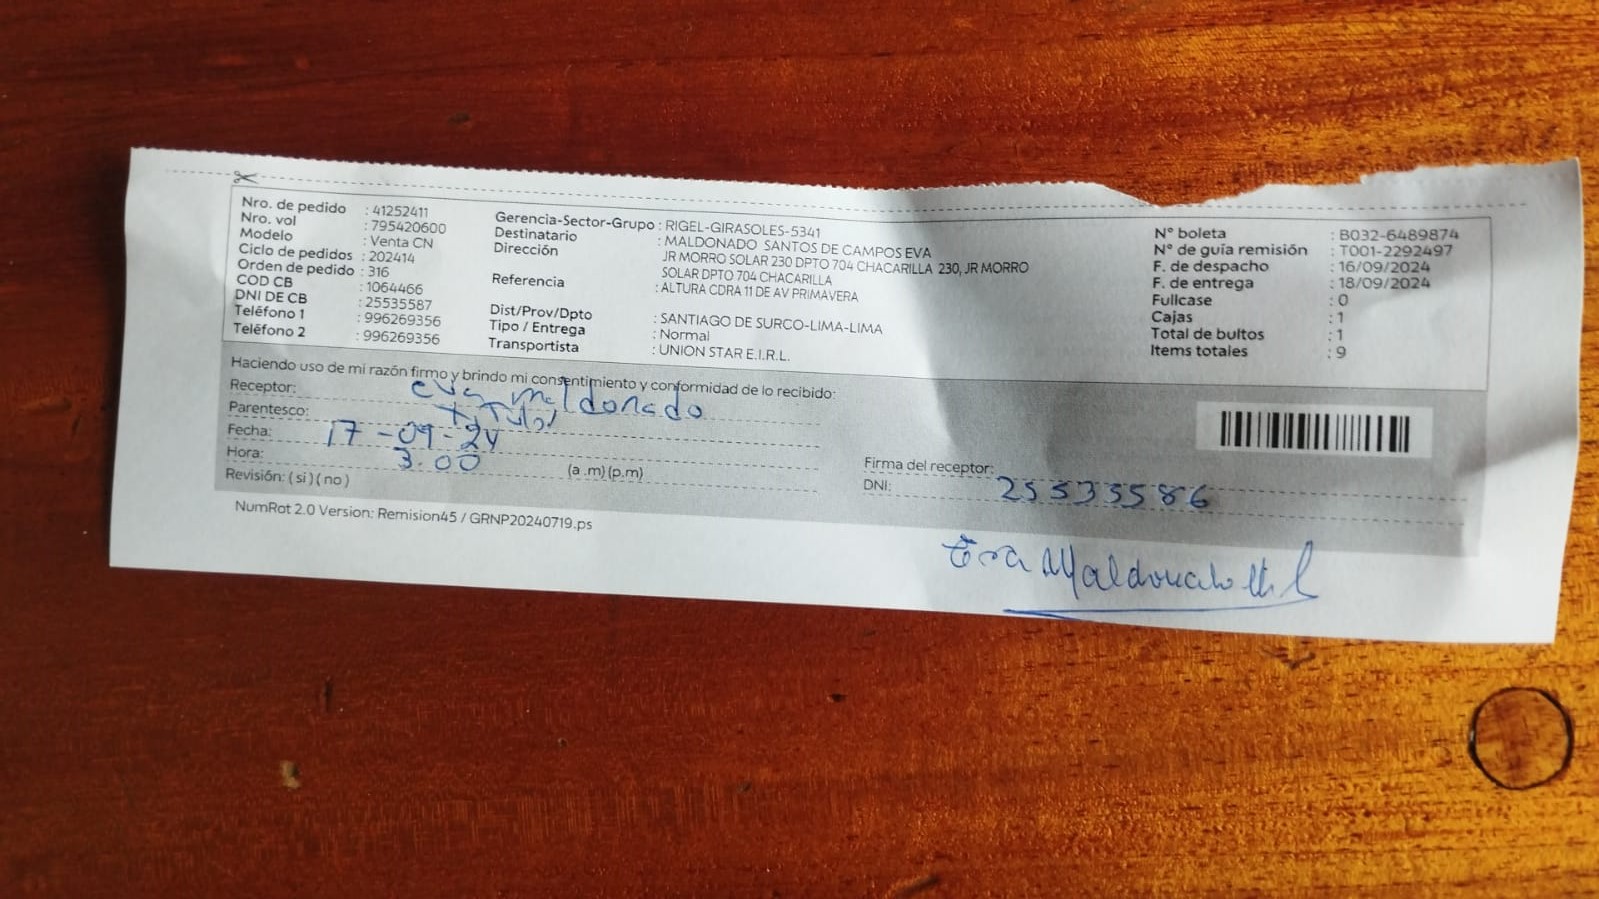 Nro. de pedido : 41252411
Nro. vol : 795420600
Modelo : Venta CN
Ciclo de pedidos : 202414
Orden de pedido : 316
COD CB : 1064466
DNI DE CB : 25535587
Teléfono 1 : 996269356
Teléfono 2 : 996269356
Gerencia-Sector-Grupo : RIGEL-GIRASOLES-5341
Destinatario : MALDONADO SANTOS DE CAMPOS EVA
Dirección JR MORRO SOLAR 230 DPTO 704 CHACARILLA 230, JR MORRO
SOLAR DPTO 704 CHACARILLA
Referencia : ALTURA CDRA 11 DE AV PRIMAVERA
Dist/Prov/Dpto : SANTIAGO DE SURCO-LIMA-LIMA
Tipo / Entrega : Normal
Transportista : UNION STAR E.I.R.L.
N° boleta : B032-6489874
N° de guía remisión : T001-2292497
F. de despacho : 16/09/2024
F. de entrega : 18/09/2024
Fullcase : 0
Cajas : 1
Total de bultos : 1
Items totales : 9
Haciendo uso de mi razón firmo y brindo mi consentimiento y conformidad de lo recibido:
Receptor: eva maldonado
Parentesco:
Fecha: 17-09-24
Hora: 3.00 (a .m) (p.m)
Revisión: ( si ) ( no )
Firma del receptor:
DNI: 25535586
NumRot 2.0 Version: Remision45 / GRNP20240719.ps
Eva Maldonado